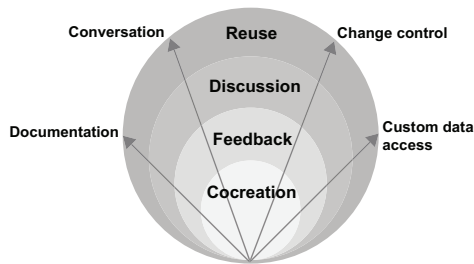 Conversation
Reuse
Change control
Discussion
Documentation
Feedback
Custom data
access
Cocreation